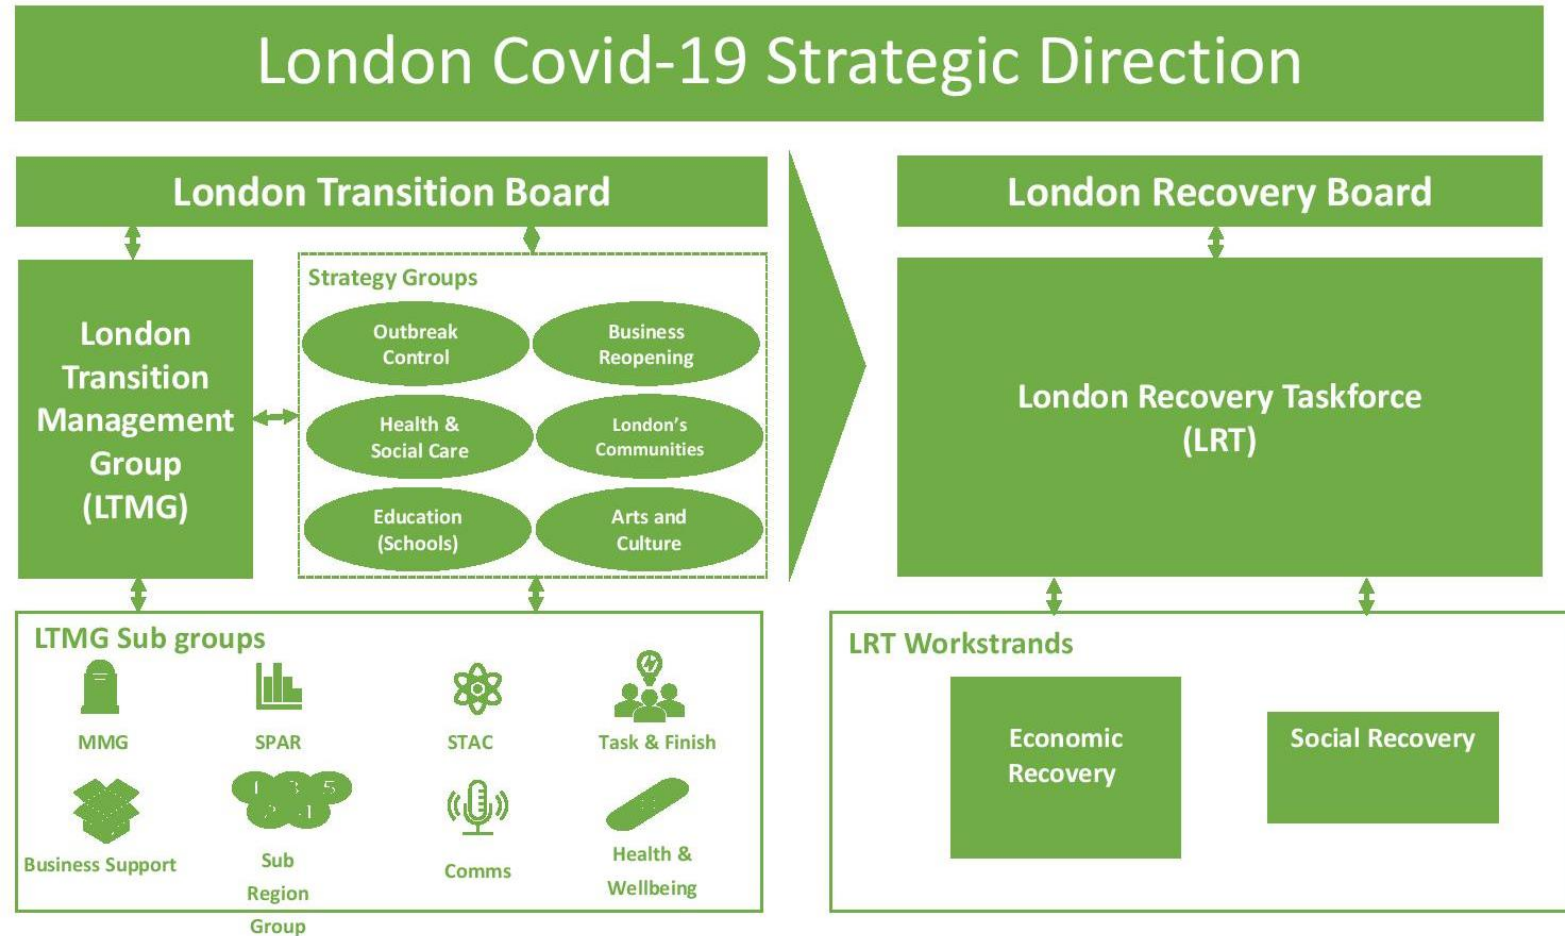 London Covid-19 Strategic Direction
London Transition Board
London
Transition
Management
Group
(LTMG)
Strategy Groups
Outbreak
Control
Business
Reopening
Health &
Social Care
London's
Communities
Education
(Schools)
Arts and
Culture
LTMG Sub groups
MMG
SPAR
STAC
Task & Finish
Business Support
Sub
Region
Group
Comms
Health &
Wellbeing
London Recovery Board
London Recovery Taskforce
(LRT)
LRT Workstrands
Economic
Recovery
Social Recovery